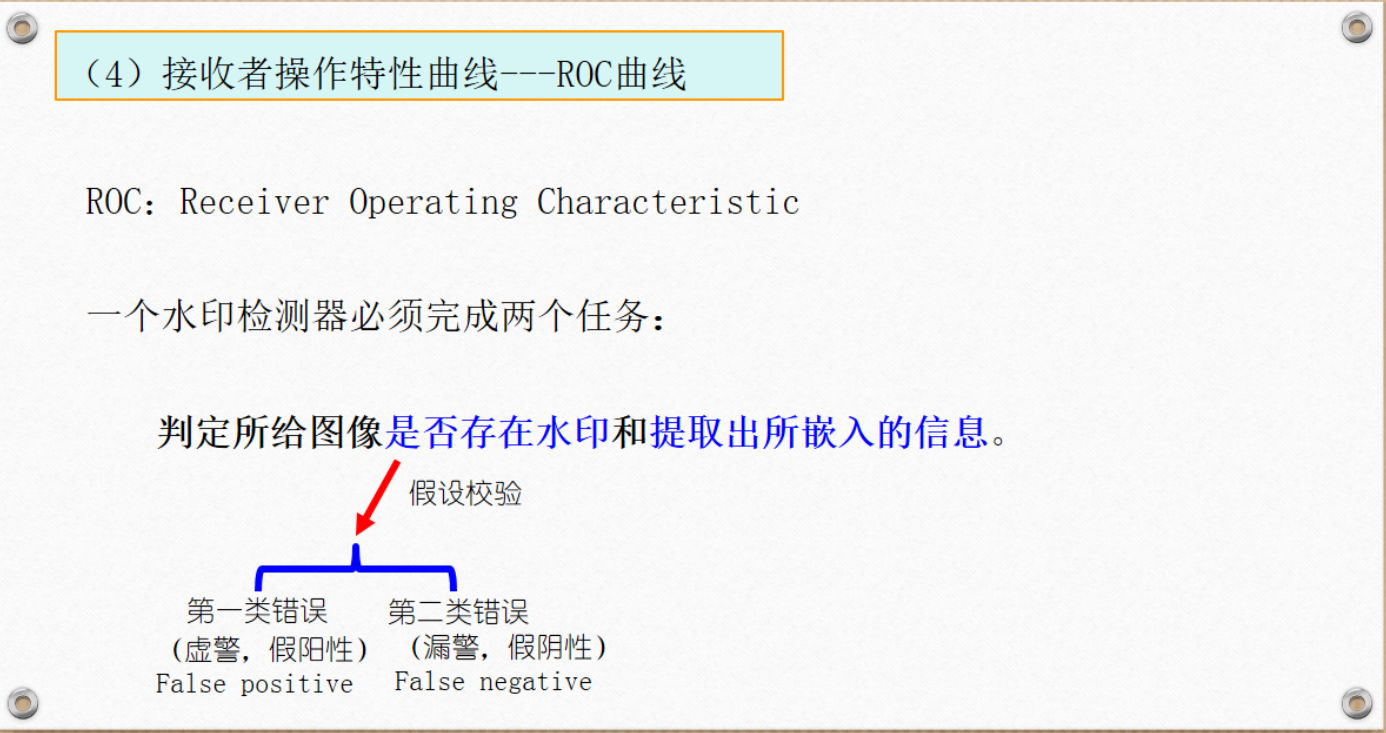 （4）接收者操作特性曲线---ROC曲线
ROC：Receiver Operating Characteristic
一个水印检测器必须完成两个任务：
判定所给图像是否存在水印和提取出所嵌入的信息。
假设校验
第一类错误 第二类错误
（虚警，假阳性） （漏警，假阴性）
False positive False negative